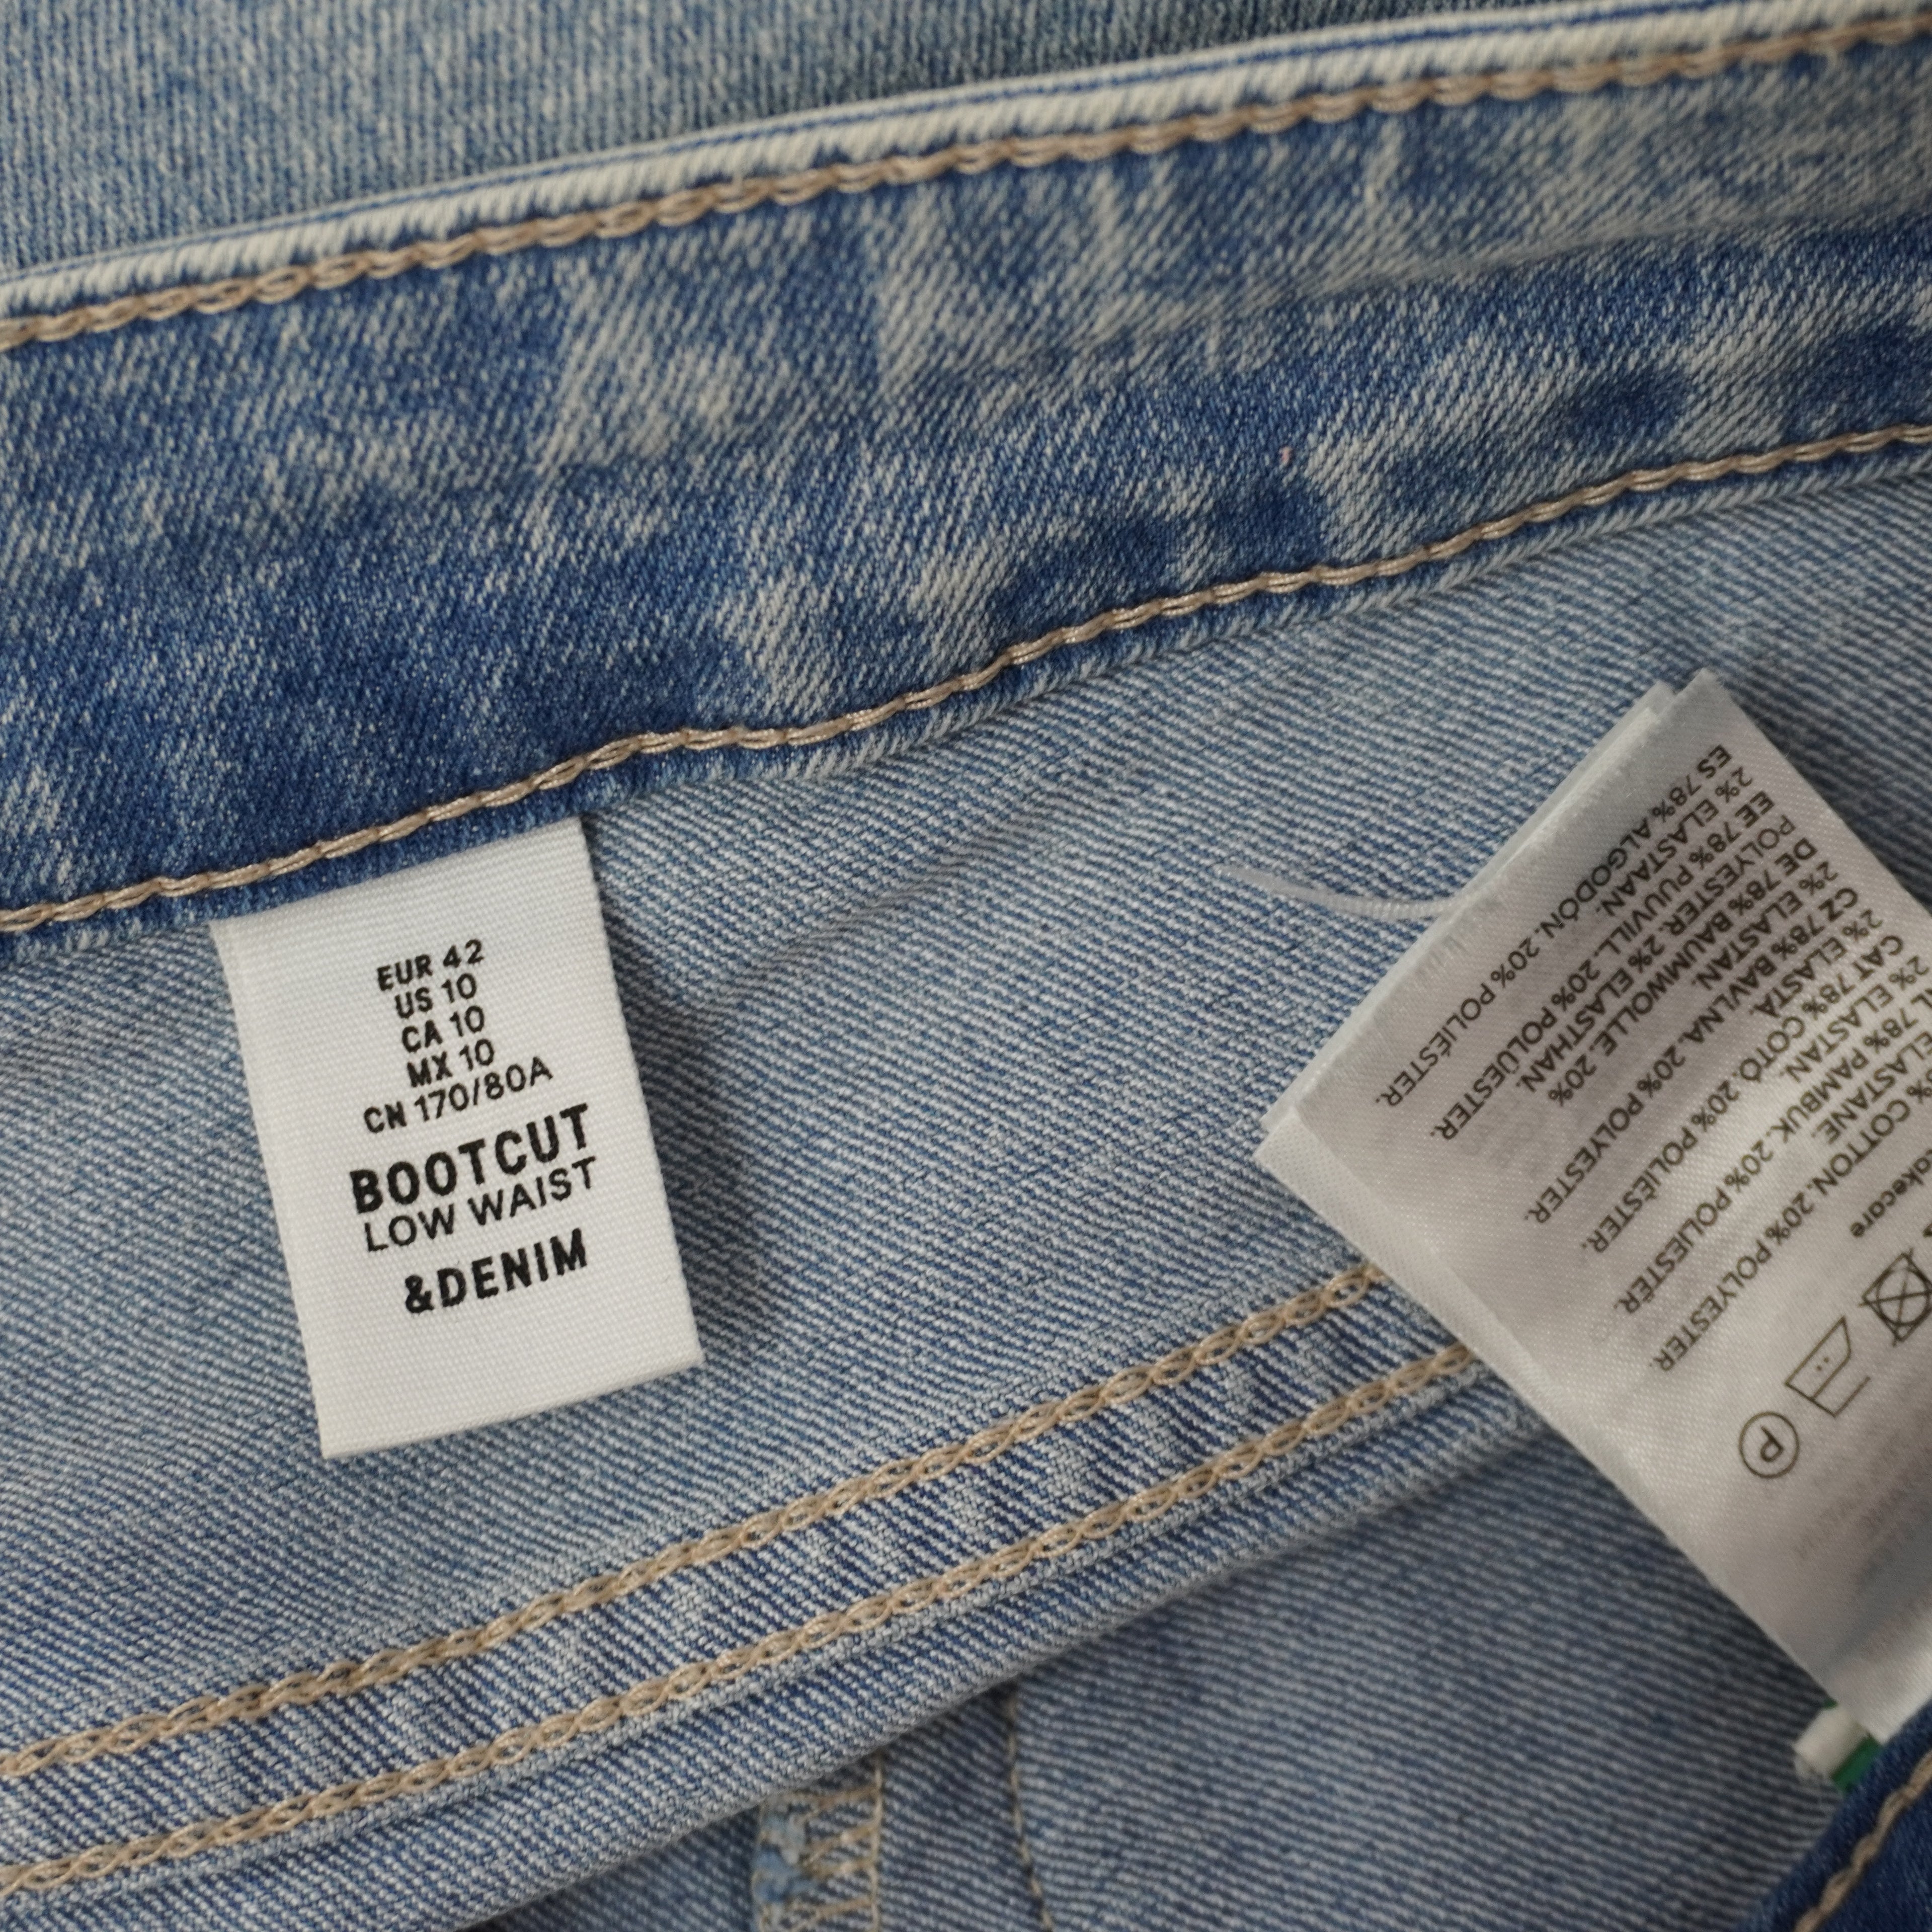 EUR 42
US 10
CA 10
MX 10
CN 170/80A
BOOTCUT
LOW WAIST
&DENIM
COTTON. 20% POLYESTER.
ELASTANE.
78% PAMBUK. 20% POLIESTER.
2% ELASTAN.
CAT 78% COTÓ. 20% POLIÈSTER.
2% ELASTÀ.
CZ 78% BAVLNA. 20% POLYESTER.
2% ELASTAN.
DE 78% BAUMWOLLE. 20%
POLYESTER. 2% ELASTHAN.
EE 78% PUUVILL. 20% POLÜESTER.
2% ELASTAAN.
ES 78% ALGODÓN. 20% POLIÉSTER.
P